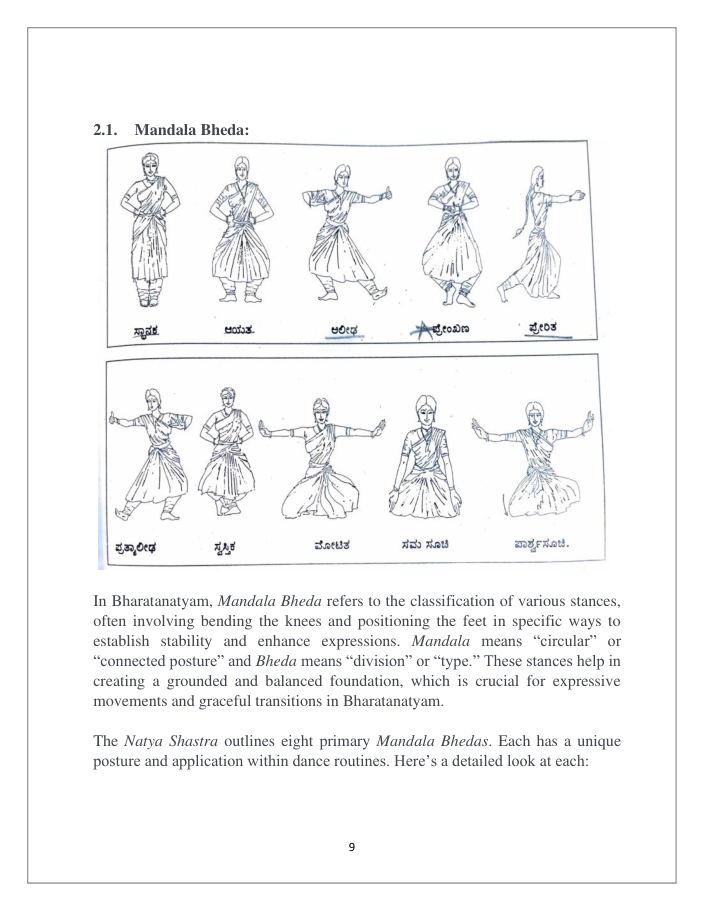 2.1. Mandala Bheda:
ಸ್ಥಾನಕ ಆಯತ ಆಲೀಢ ಪ್ರೇಂಖಣ ಪ್ರೇರಿತ
ಪ್ರತ್ಯಾಲೀಢ ಸ್ವಸ್ತಿಕ ಮೋಟಿತ ಸಮ ಸೂಚಿ ಪಾರ್ಶ್ವಸೂಚಿ.
In Bharatanatyam, Mandala Bheda refers to the classification of various stances,
often involving bending the knees and positioning the feet in specific ways to
establish stability and enhance expressions. Mandala means “circular” or
“connected posture” and Bheda means “division” or “type.” These stances help in
creating a grounded and balanced foundation, which is crucial for expressive
movements and graceful transitions in Bharatanatyam.
The Natya Shastra outlines eight primary Mandala Bhedas. Each has a unique
posture and application within dance routines. Here’s a detailed look at each:
9